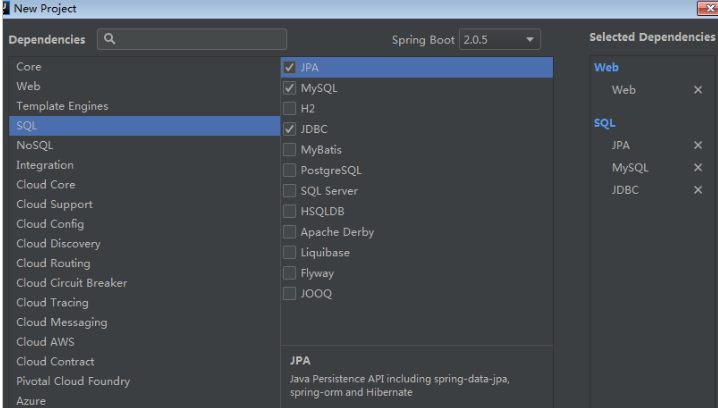 New Project
Dependencies
Spring Boot 2.0.5
Selected Dependencies
Core
Web
Template Engines
SQL
NoSQL
Integration
Cloud Core
Cloud Support
Cloud Config
Cloud Discovery
Cloud Routing
Cloud Circuit Breaker
Cloud Tracing
Cloud Messaging
Cloud AWS
Cloud Contract
Pivotal Cloud Foundry
Azure
JPA
MySQL
H2
JDBC
MyBatis
PostgreSQL
SQL Server
HSQLDB
Apache Derby
Liquibase
Flyway
JOOQ
JPA
Java Persistence API including spring-data-jpa,
spring-orm and Hibernate
Web
Web
SQL
JPA
MySQL
JDBC